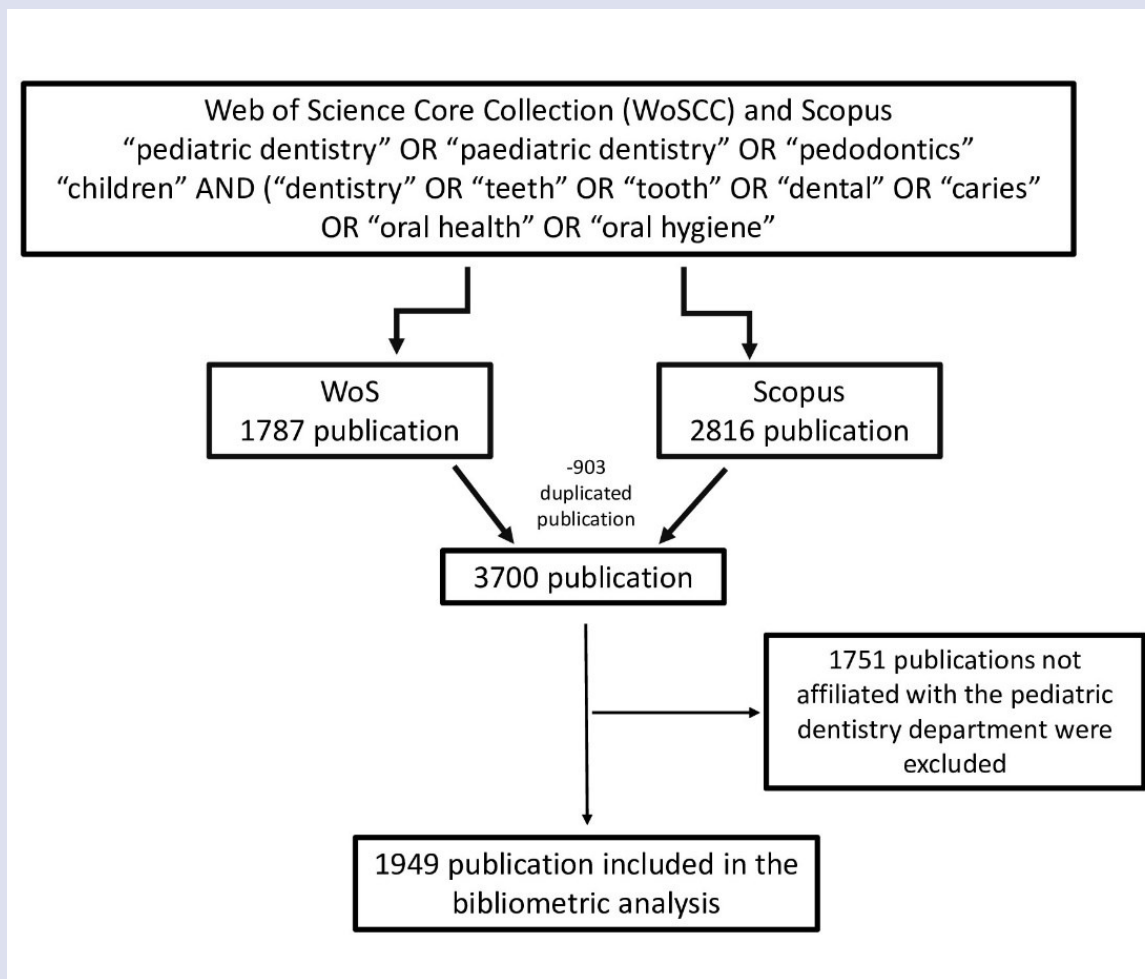 Web of Science Core Collection (WoSCC) and Scopus
“pediatric dentistry” OR “paediatric dentistry” OR “pedodontics”
“children” AND (“dentistry” OR “teeth” OR “tooth” OR “dental” OR “caries”
OR “oral health” OR “oral hygiene”
WoS
1787 publication
Scopus
2816 publication
-903
duplicated
publication
3700 publication
1751 publications not
affiliated with the pediatric
dentistry department were
excluded
1949 publication included in the
bibliometric analysis